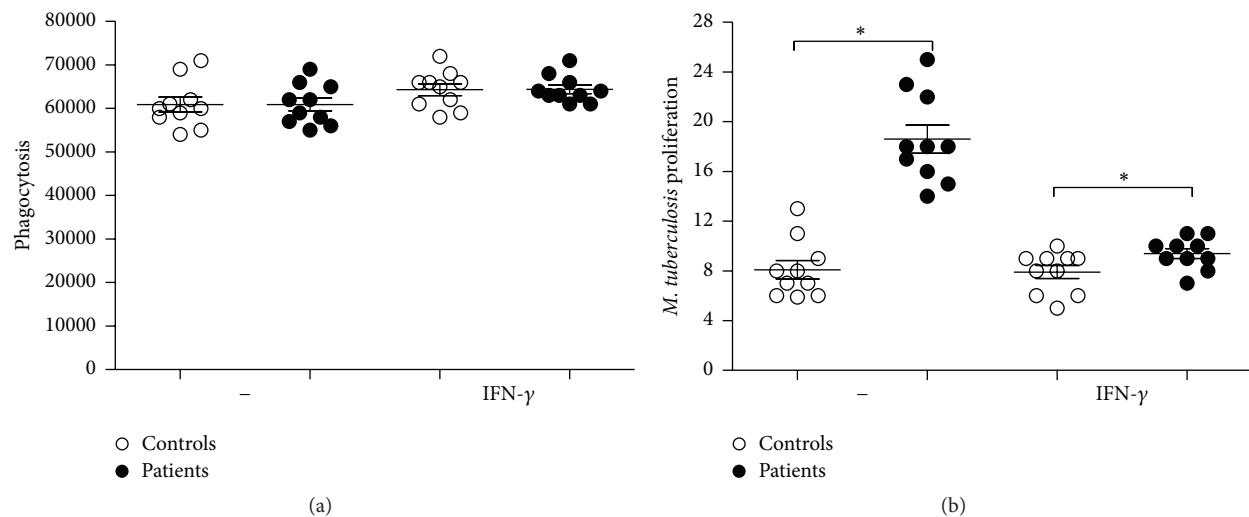 80000
70000
60000
50000
40000
30000
20000
10000
0
Phagocytosis
–
IFN-γ
Controls
Patients
(a)
28
24
20
16
12
8
4
0
M. tuberculosis proliferation
*
*
–
IFN-γ
Controls
Patients
(b)